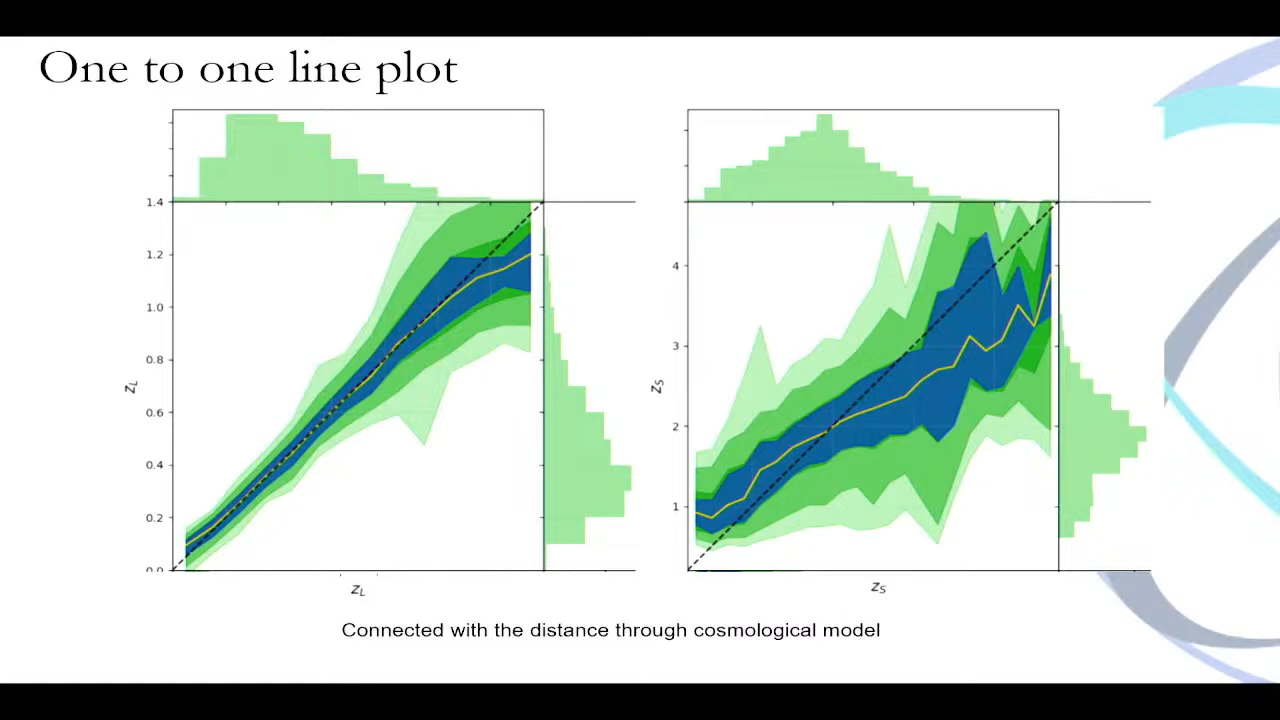 One to one line plot
1.4
1.2
1.0
0.8
0.6
0.4
0.2
0.0
z_L
z_L
4
3
2
1
z_S
z_S
Connected with the distance through cosmological model